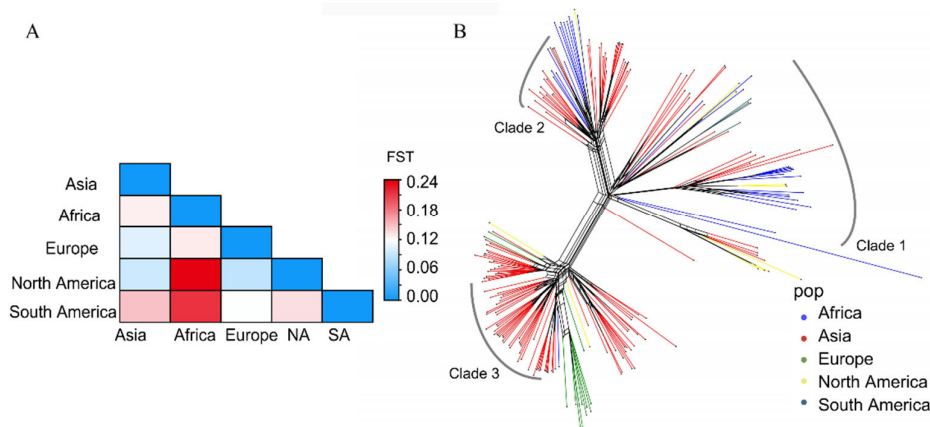 A
B
Clade 2
FST
0.24
0.18
0.12
0.06
0.00
Asia
Africa
Europe
North America
South America
Asia Africa Europe NA SA
Clade 1
Clade 3
pop
Africa
Asia
Europe
North America
South America